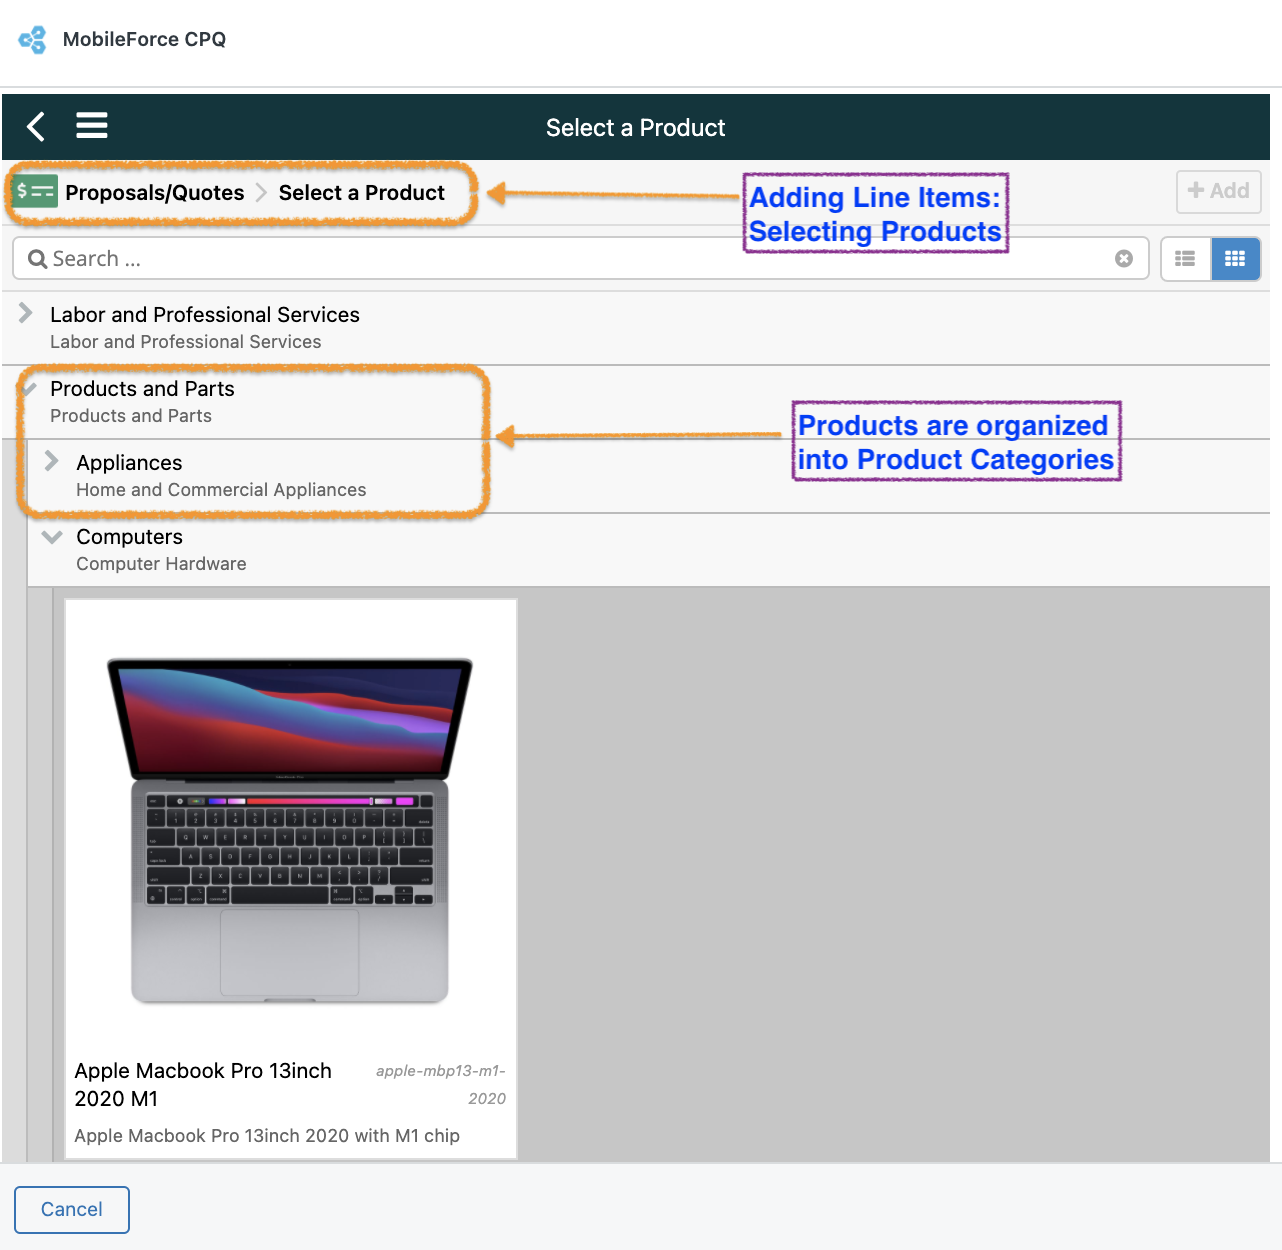 MobileForce CPQ
Select a Product
Proposals/Quotes > Select a Product
Adding Line Items:
Selecting Products
+ Add
Search ...
Labor and Professional Services
Labor and Professional Services
Products and Parts
Products and Parts
Products are organized
into Product Categories
Appliances
Home and Commercial Appliances
Computers
Computer Hardware
Apple Macbook Pro 13inch
2020 M1
apple-mbp13-m1-
2020
Apple Macbook Pro 13inch 2020 with M1 chip
Cancel